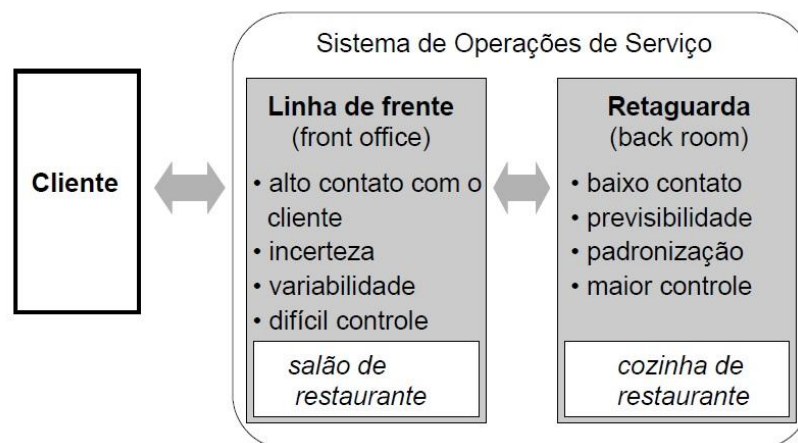 Sistema de Operações de Serviço
Cliente
Linha de frente
(front office)
• alto contato com o
cliente
• incerteza
• variabilidade
• difícil controle
salão de
restaurante
Retaguarda
(back room)
• baixo contato
• previsibilidade
• padronização
• maior controle
cozinha de
restaurante